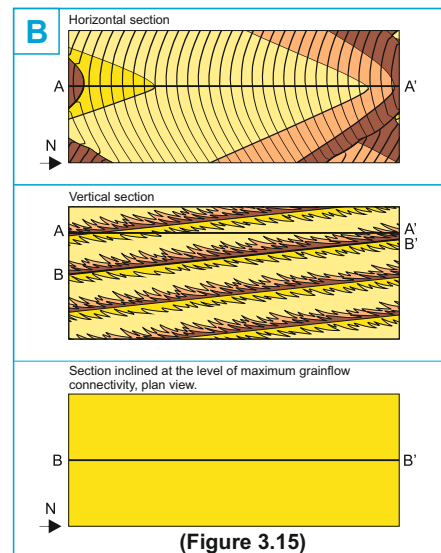 B
Horizontal section
A A'
N
Vertical section
A A'
B'
B
Section inclined at the level of maximum grainflow
connectivity, plan view.
B B'
N
(Figure 3.15)